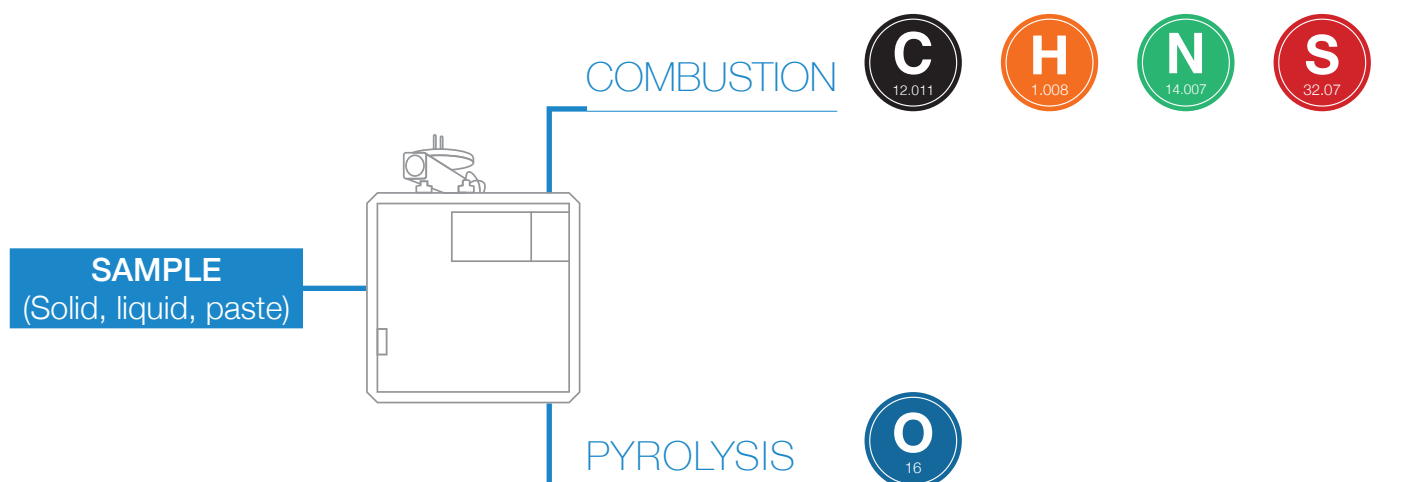 COMBUSTION
C
12.011
H
1.008
N
14.007
S
32.07
SAMPLE
(Solid, liquid, paste)
PYROLYSIS
O
16